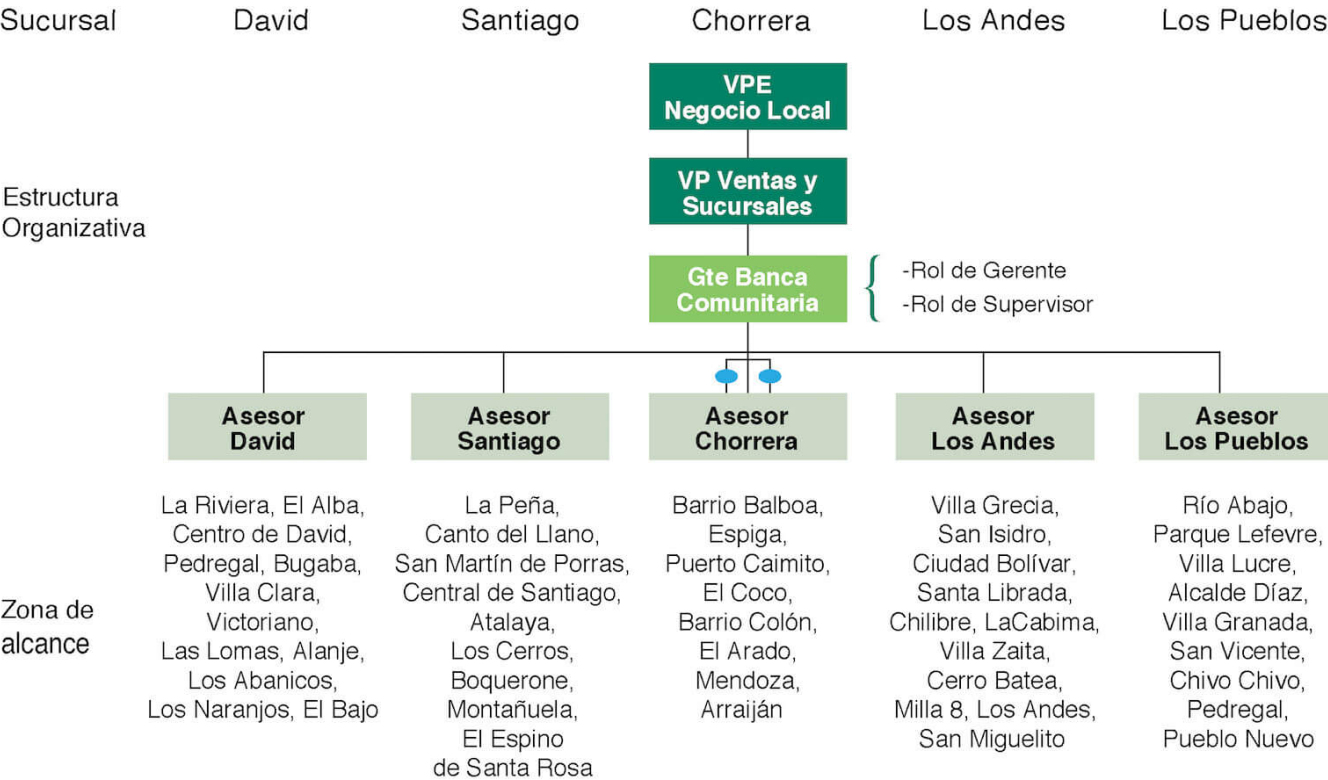 Sucursal David Santiago Chorrera Los Andes Los Pueblos
VPE
Negocio Local
VP Ventas y
Sucursales
Estructura
Organizativa
Gte Banca
Comunitaria
-Rol de Gerente
-Rol de Supervisor
Asesor
David
Asesor
Santiago
Asesor
Chorrera
Asesor
Los Andes
Asesor
Los Pueblos
Zona de
alcance
La Riviera, El Alba,
Centro de David,
Pedregal, Bugaba,
Villa Clara,
Victoriano,
Las Lomas, Alanje,
Los Abanicos,
Los Naranjos, El Bajo
La Peña,
Canto del Llano,
San Martín de Porras,
Central de Santiago,
Atalaya,
Los Cerros,
Boquerone,
Montañuela,
El Espino
de Santa Rosa
Barrio Balboa,
Espiga,
Puerto Caimito,
El Coco,
Barrio Colón,
El Arado,
Mendoza,
Arraiján
Villa Grecia,
San Isidro,
Ciudad Bolívar,
Santa Librada,
Chilibre, LaCabima,
Villa Zaita,
Cerro Batea,
Milla 8, Los Andes,
San Miguelito
Río Abajo,
Parque Lefevre,
Villa Lucre,
Alcalde Díaz,
Villa Granada,
San Vicente,
Chivo Chivo,
Pedregal,
Pueblo Nuevo